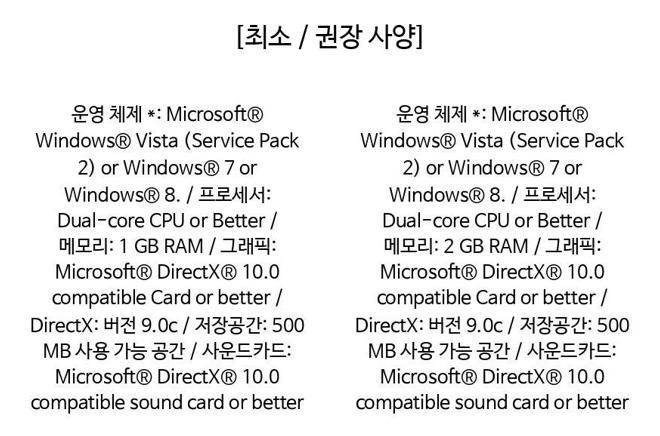 [최소 / 권장 사양]
운영 체제 *: Microsoft®
Windows® Vista (Service Pack
2) or Windows® 7 or
Windows® 8. / 프로세서:
Dual-core CPU or Better /
메모리: 1 GB RAM / 그래픽:
Microsoft® DirectX® 10.0
compatible Card or better /
DirectX: 버전 9.0c / 저장공간: 500
MB 사용 가능 공간 / 사운드카드:
Microsoft® DirectX® 10.0
compatible sound card or better
운영 체제 *: Microsoft®
Windows® Vista (Service Pack
2) or Windows® 7 or
Windows® 8. / 프로세서:
Dual-core CPU or Better /
메모리: 2 GB RAM / 그래픽:
Microsoft® DirectX® 10.0
compatible Card or better /
DirectX: 버전 9.0c / 저장공간: 500
MB 사용 가능 공간 / 사운드카드:
Microsoft® DirectX® 10.0
compatible sound card or better